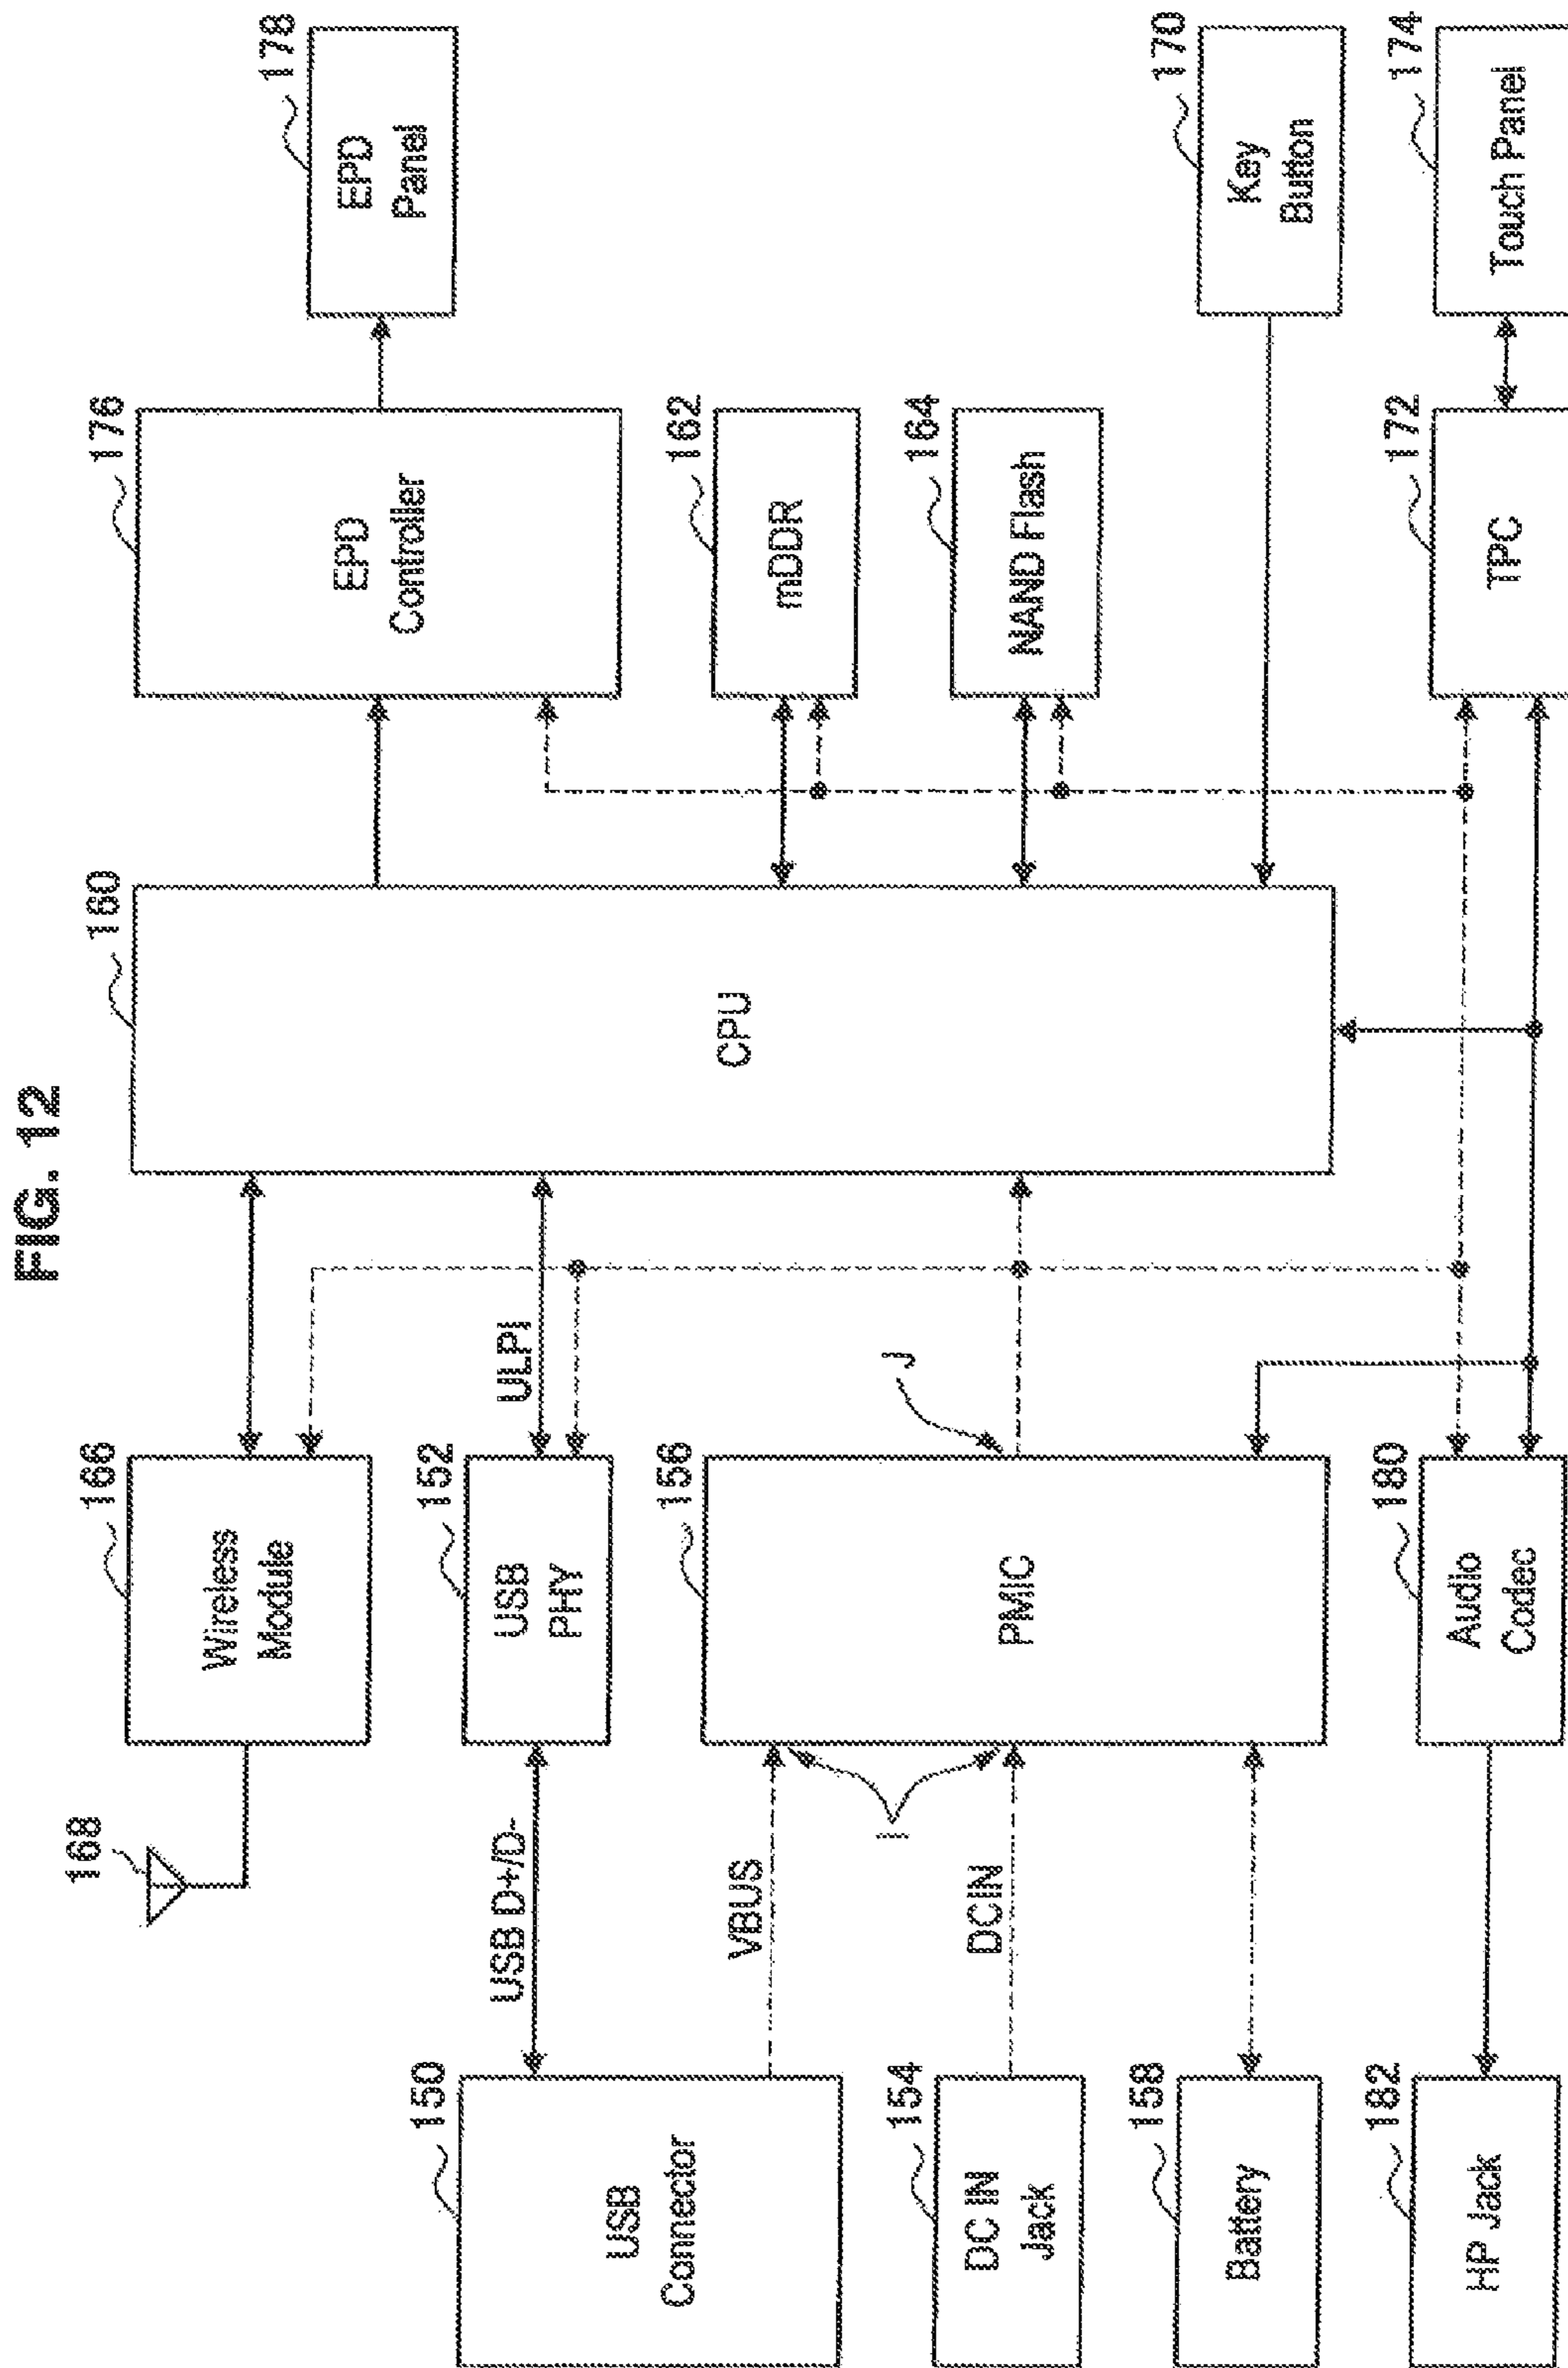 FIG. 12
168
166
Wireless
Module
160
CPU
176
EPD
Controller
178
EPD
Panel
150
USB
Connector
USB D+/D-
152
USB
PHY
ULPI
162
mDDR
VBUS
156
PMIC
I
J
154
DC IN
Jack
DCIN
164
NAND Flash
158
Battery
170
Key
Button
182
HP Jack
180
Audio
Codec
172
TPC
174
Touch Panel